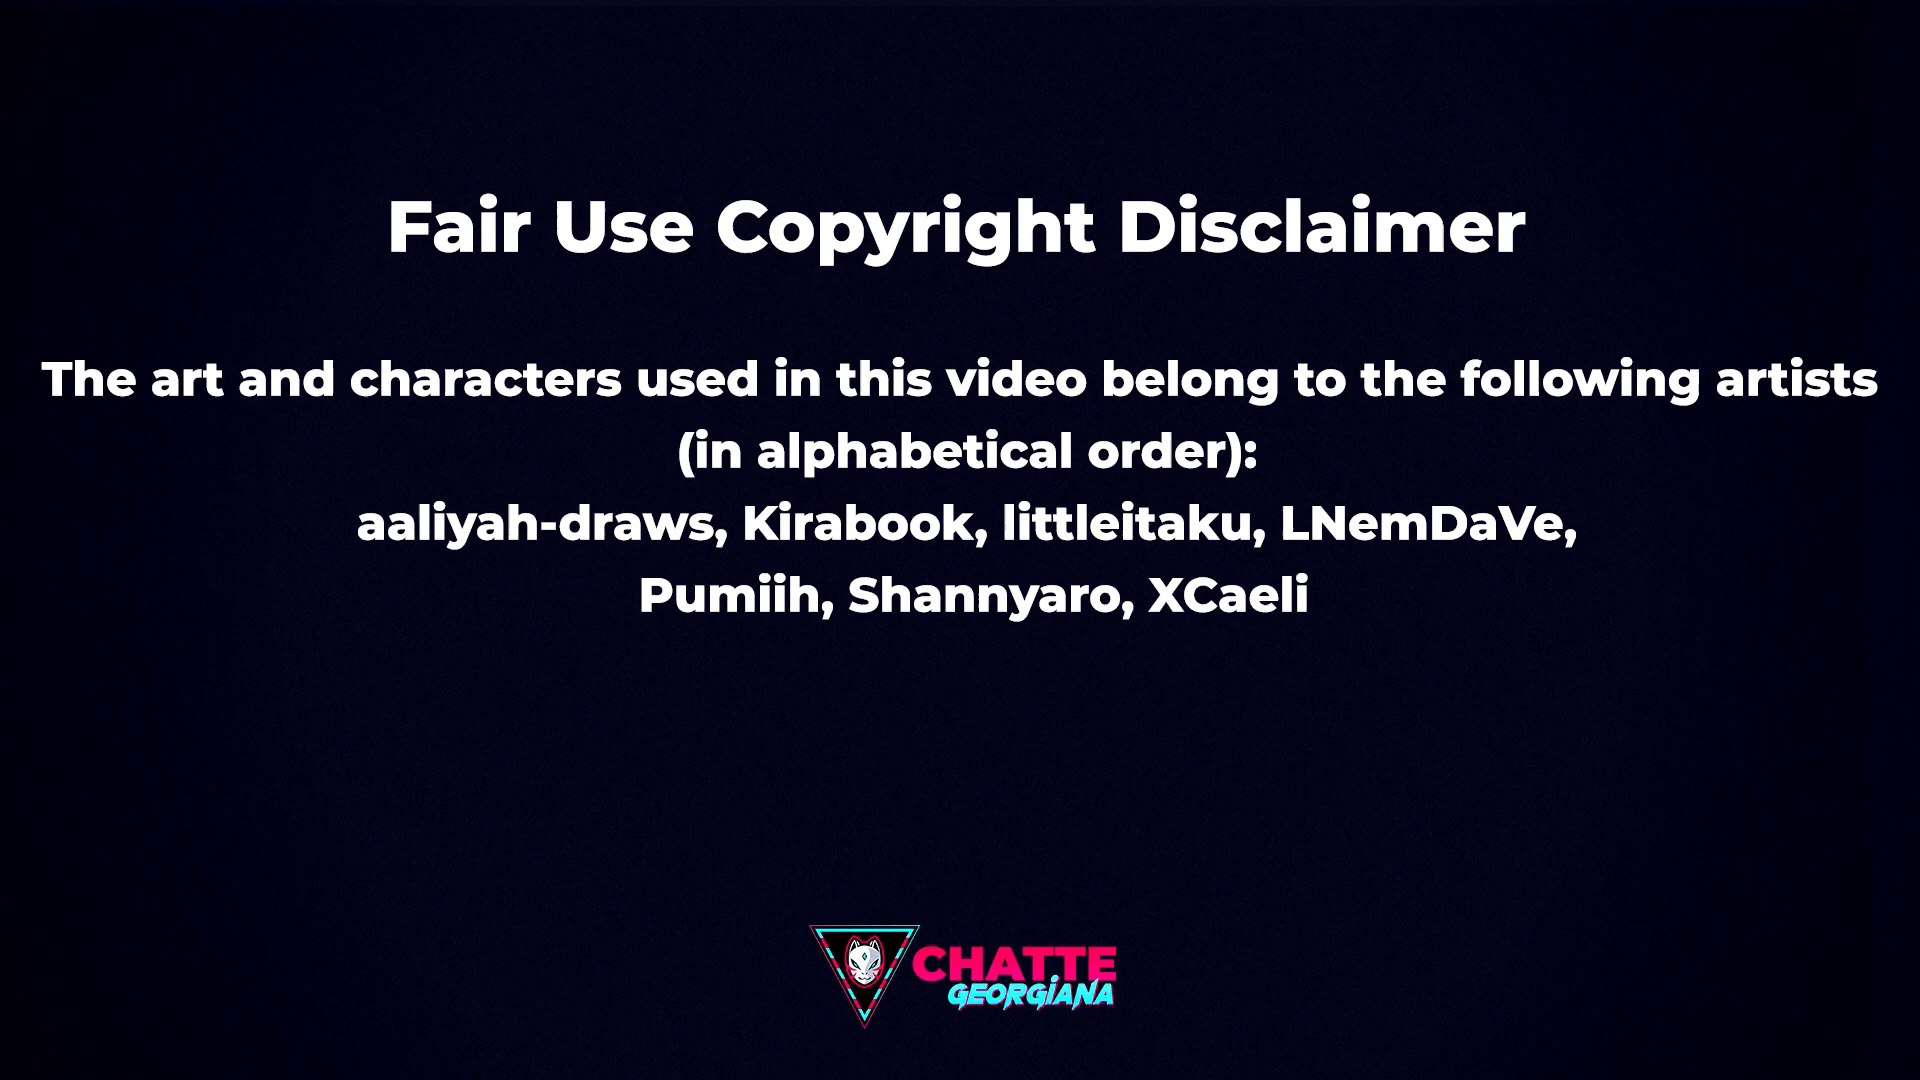 Fair Use Copyright Disclaimer
The art and characters used in this video belong to the following artists
(in alphabetical order):
aaliyah-draws, Kirabook, littleitaku, LNemDaVe,
Pumiih, Shannyaro, XCaeli
CHATTE
GEORGIANA